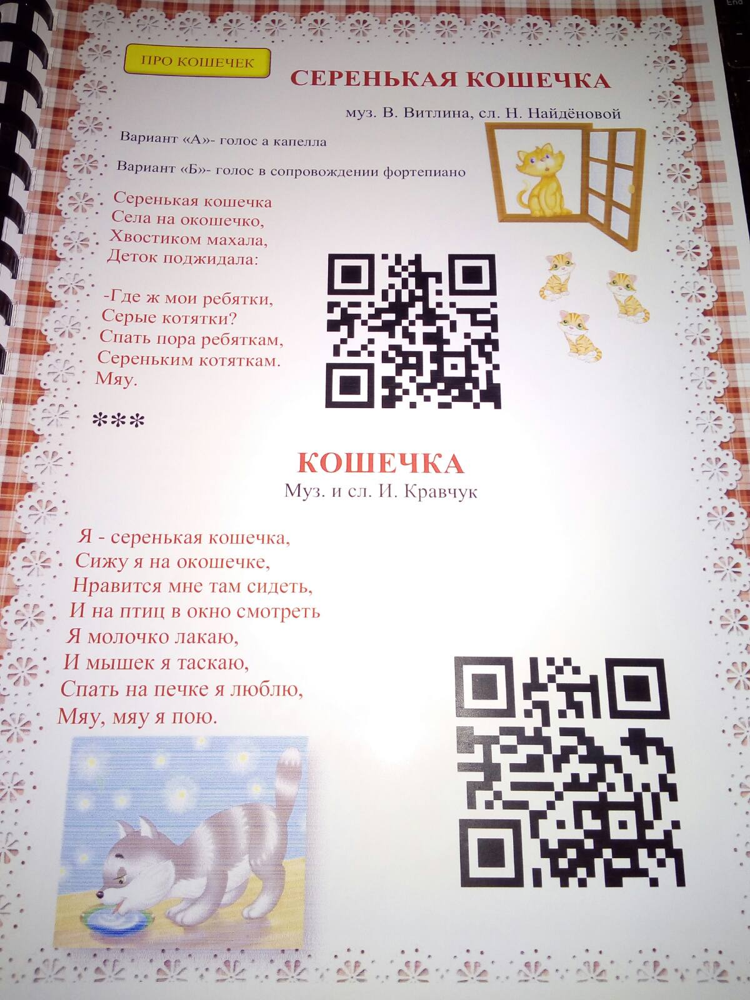 End
ПРО КОШЕЧЕК
СЕРЕНЬКАЯ КОШЕЧКА
муз. В. Витлина, сл. Н. Найдёновой
Вариант «А»- голос а капелла
Вариант «Б»- голос в сопровождении фортепиано
Серенькая кошечка
Села на окошечко,
Хвостиком махала,
Деток поджидала:
-Где ж мои ребятки,
Серые котятки?
Спать пора ребяткам,
Сереньким котяткам.
Мяу.
***
КОШЕЧКА
Муз. и сл. И. Кравчук
Я - серенькая кошечка,
Сижу я на окошечке,
Нравится мне там сидеть,
И на птиц в окно смотреть
Я молочко лакаю,
И мышек я таскаю,
Спать на печке я люблю,
Мяу, мяу я пою.